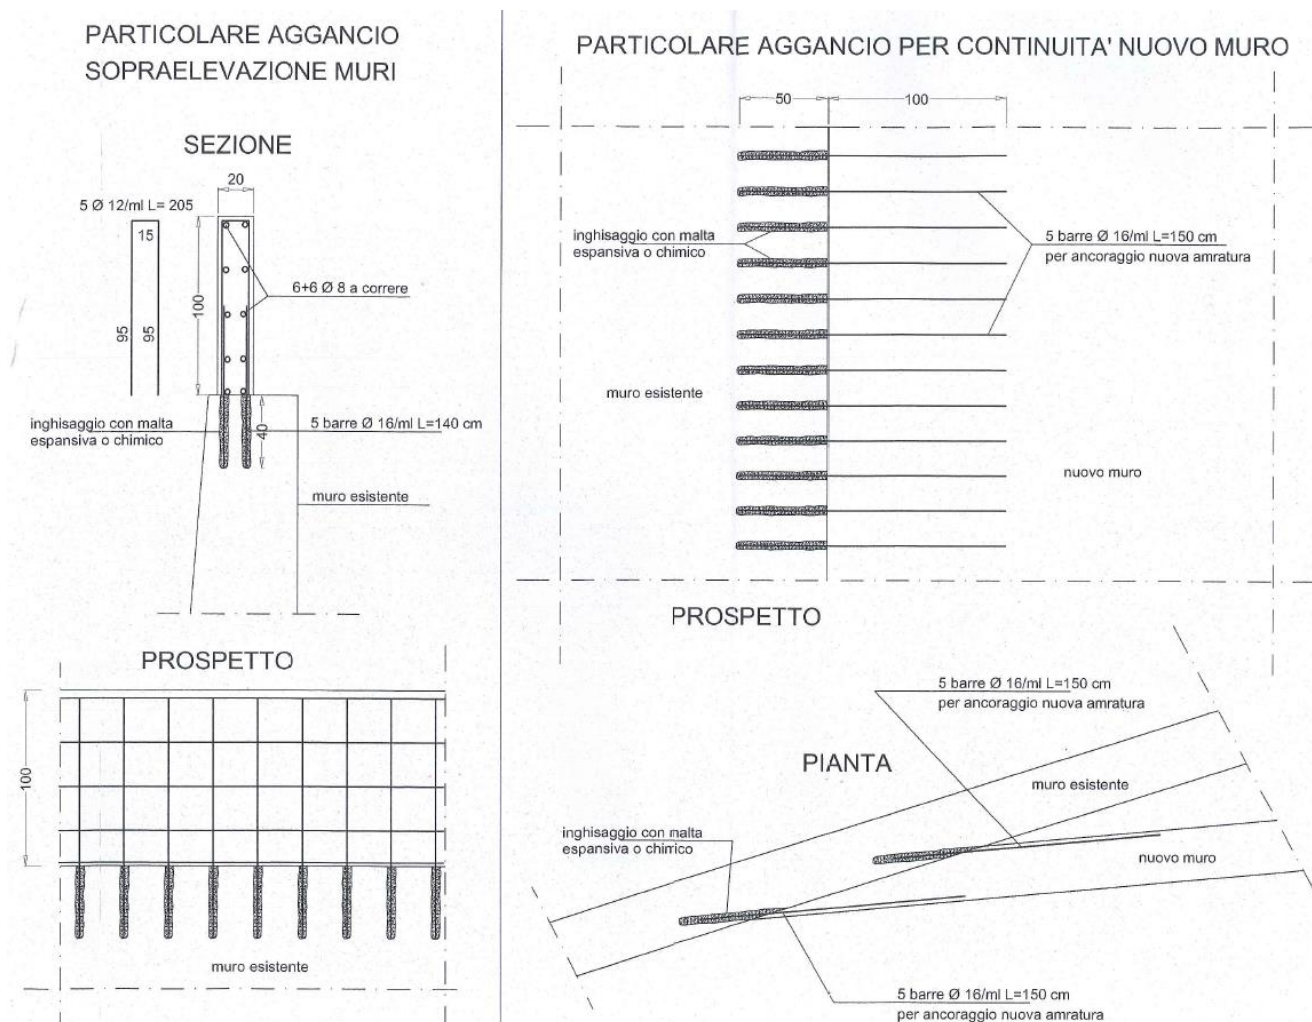 PARTICOLARE AGGANCIO
SOPRAELEVAZIONE MURI
SEZIONE
20
5 Ø 12/ml L= 205
15
100
95
95
6+6 Ø 8 a correre
inghisaggio con malta
espansiva o chimico
40
5 barre Ø 16/ml L=140 cm
muro esistente
PROSPETTO
100
muro esistente
PARTICOLARE AGGANCIO PER CONTINUITA' NUOVO MURO
50
100
inghisaggio con malta
espansiva o chimico
5 barre Ø 16/ml L=150 cm
per ancoraggio nuova amratura
muro esistente
nuovo muro
PROSPETTO
5 barre Ø 16/ml L=150 cm
per ancoraggio nuova amratura
PIANTA
muro esistente
inghisaggio con malta
espansiva o chimico
nuovo muro
5 barre Ø 16/ml L=150 cm
per ancoraggio nuova amratura